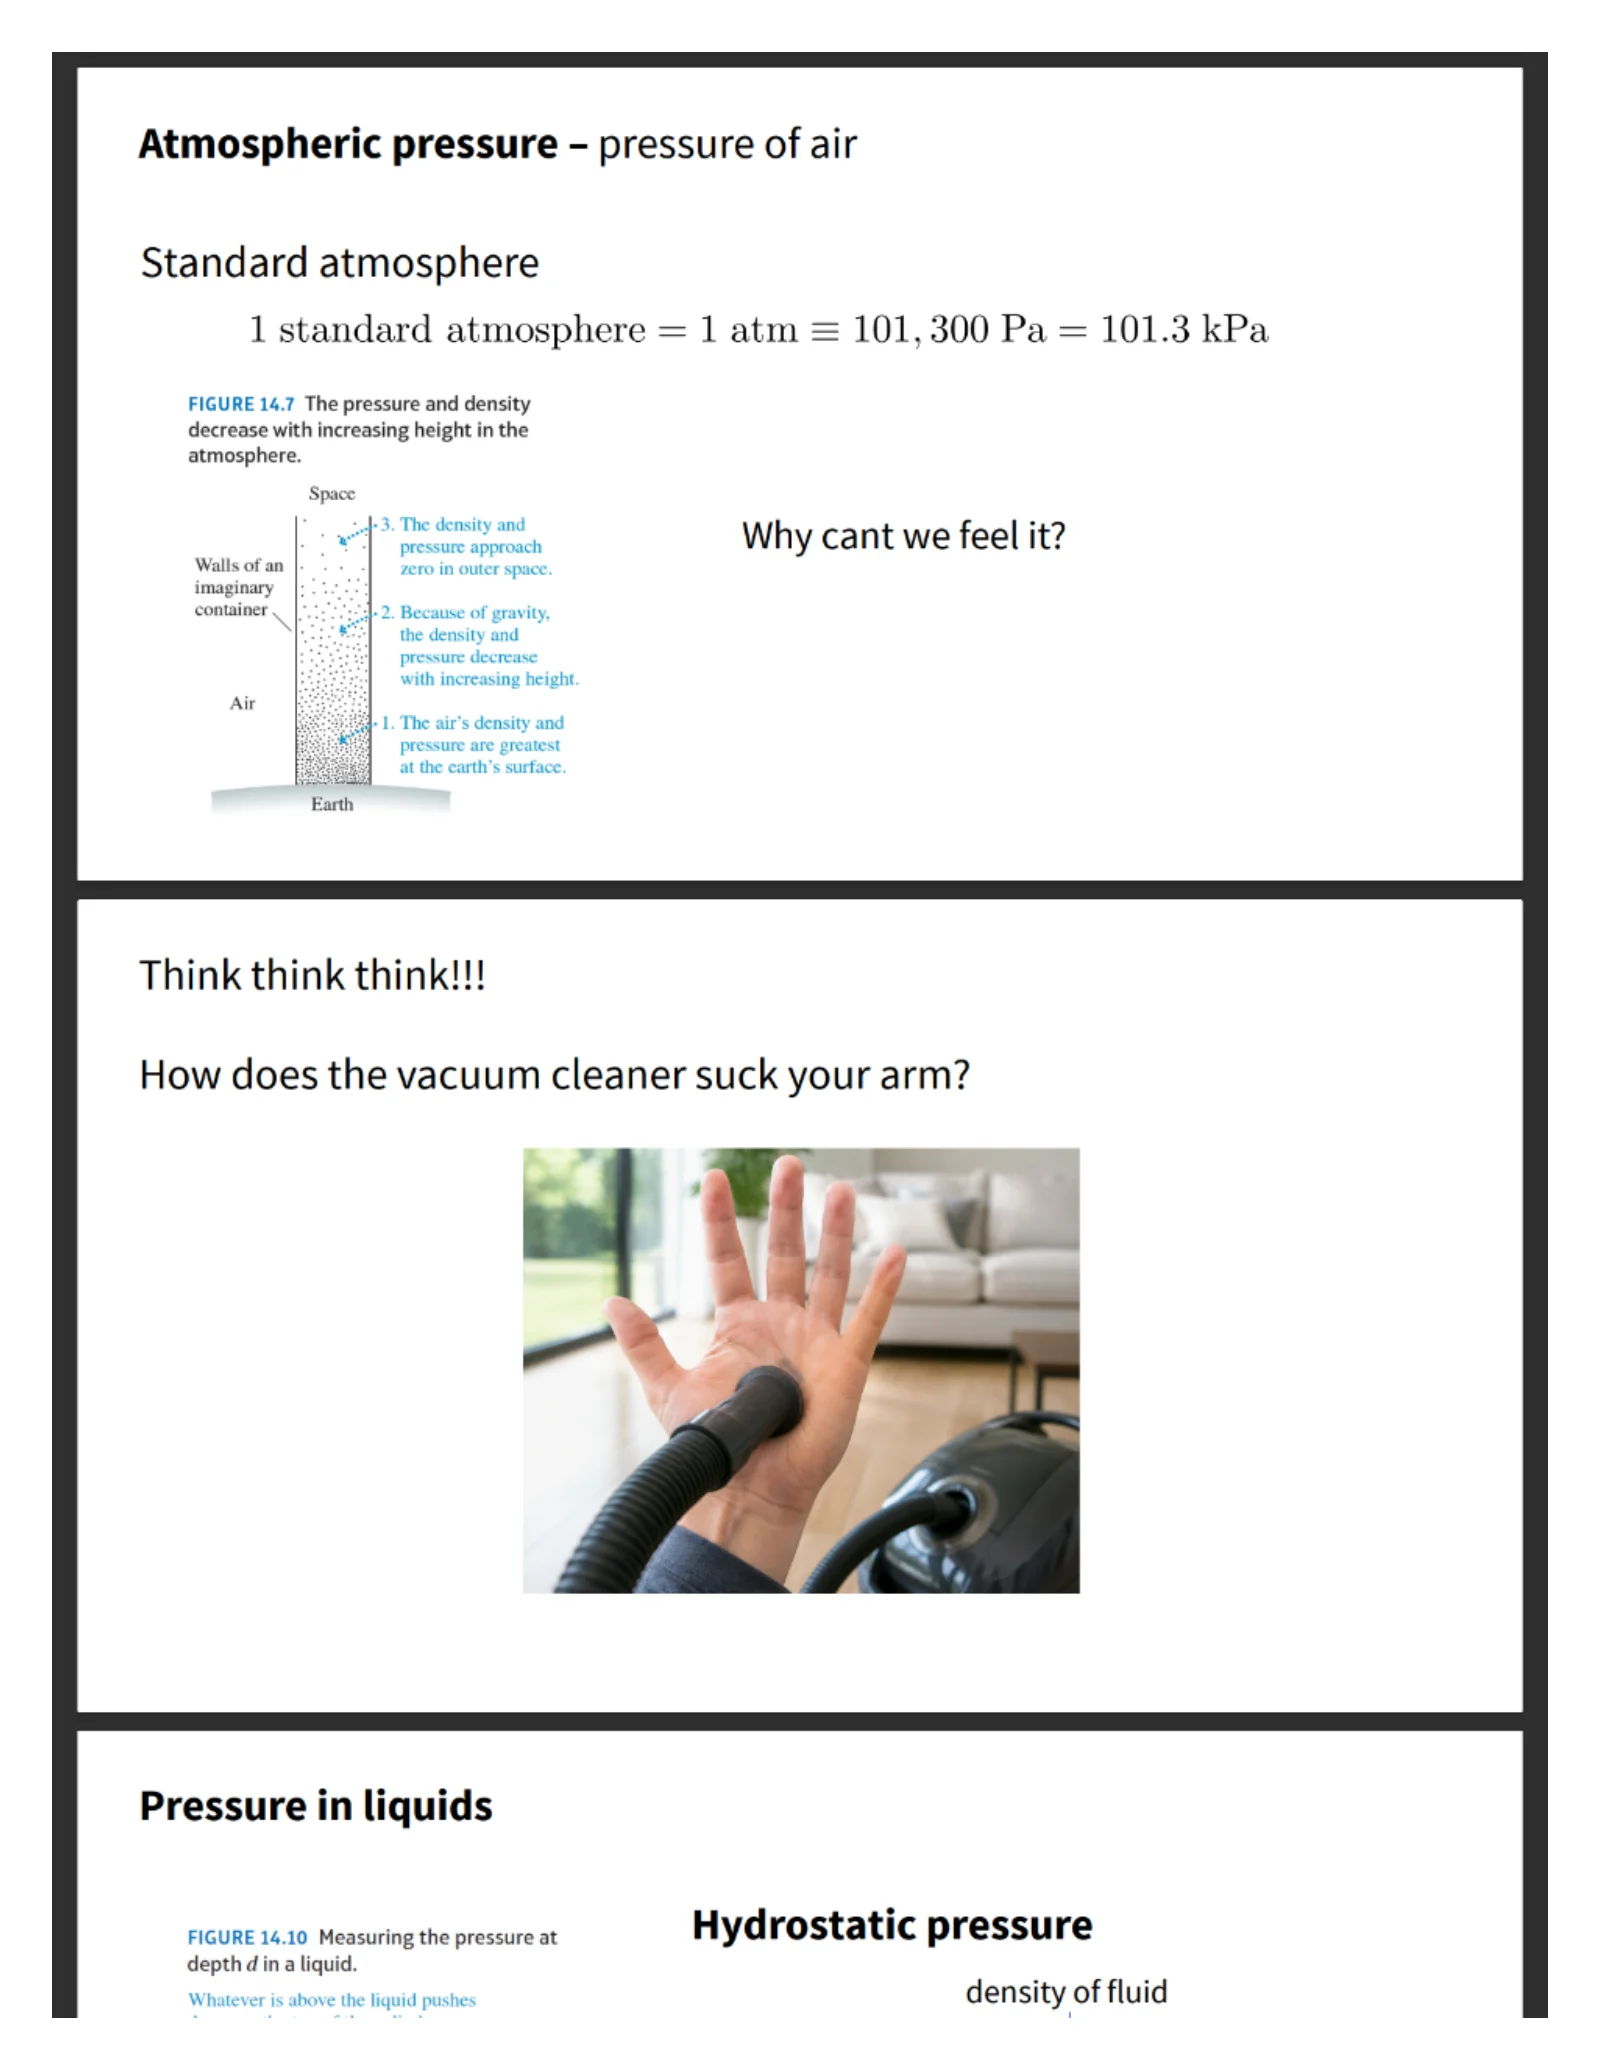 Atmospheric pressure – pressure of air
Standard atmosphere
1 standard atmosphere = 1 atm ≡ 101,300 Pa = 101.3 kPa
FIGURE 14.7 The pressure and density
decrease with increasing height in the
atmosphere.
Space
3. The density and
pressure approach
zero in outer space.
Walls of an
imaginary
container
2. Because of gravity,
the density and
pressure decrease
with increasing height.
Air
1. The air's density and
pressure are greatest
at the earth's surface.
Earth
Why cant we feel it?
Think think think!!!
How does the vacuum cleaner suck your arm?
Pressure in liquids
FIGURE 14.10 Measuring the pressure at
depth d in a liquid.
Whatever is above the liquid pushes
Hydrostatic pressure
density of fluid